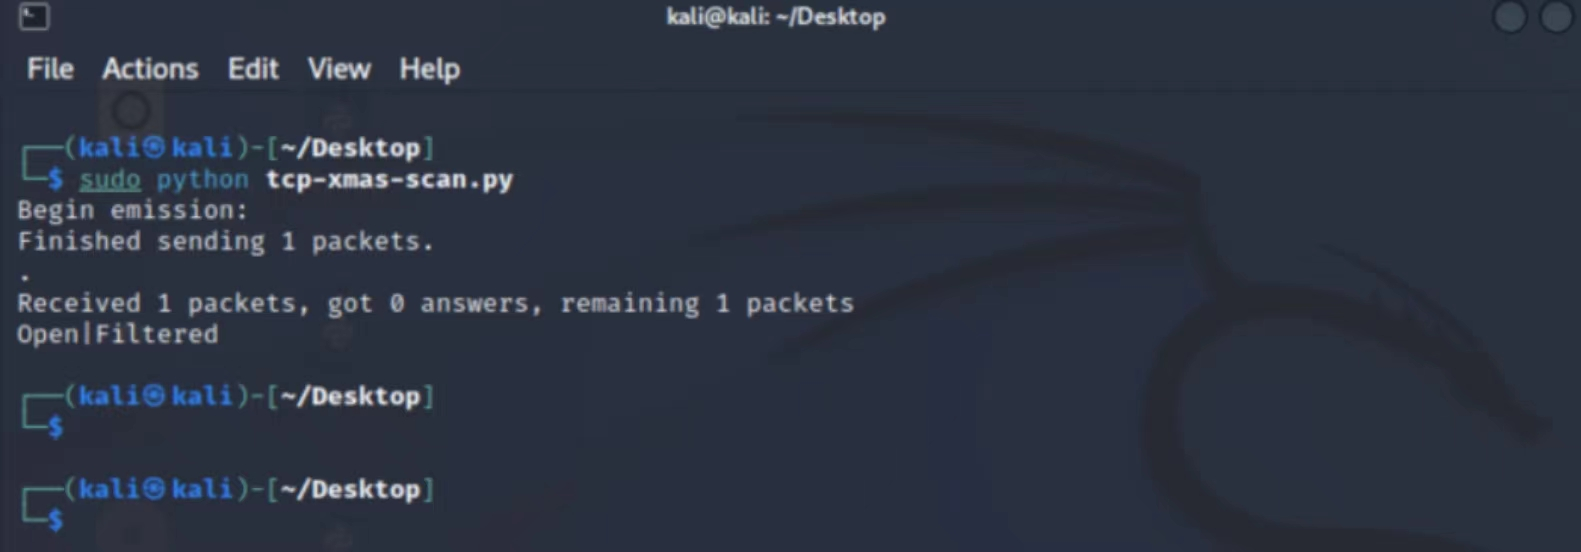 kali@kali: ~/Desktop
File Actions Edit View Help
┌──(kali㉿kali)-[~/Desktop]
└─$ sudo python tcp-xmas-scan.py
Begin emission:
Finished sending 1 packets.
.
Received 1 packets, got 0 answers, remaining 1 packets
Open|Filtered
┌──(kali㉿kali)-[~/Desktop]
└─$
┌──(kali㉿kali)-[~/Desktop]
└─$